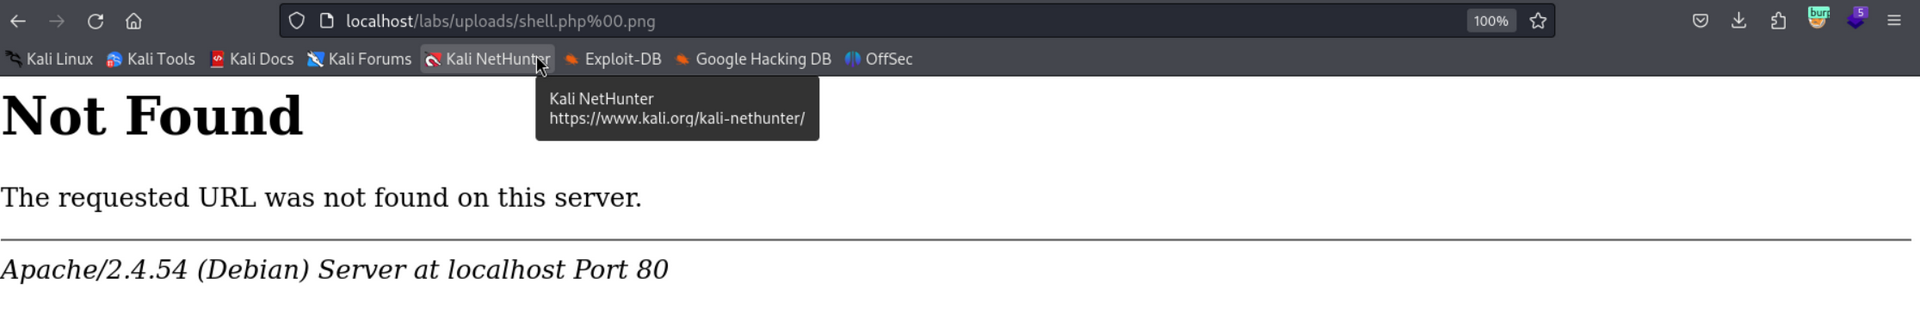 localhost/labs/uploads/shell.php%00.png
100%
burp
5
Kali Linux
Kali Tools
Kali Docs
Kali Forums
Kali NetHunter
Exploit-DB
Google Hacking DB
OffSec
Kali NetHunter
https://www.kali.org/kali-nethunter/
Not Found
The requested URL was not found on this server.
Apache/2.4.54 (Debian) Server at localhost Port 80